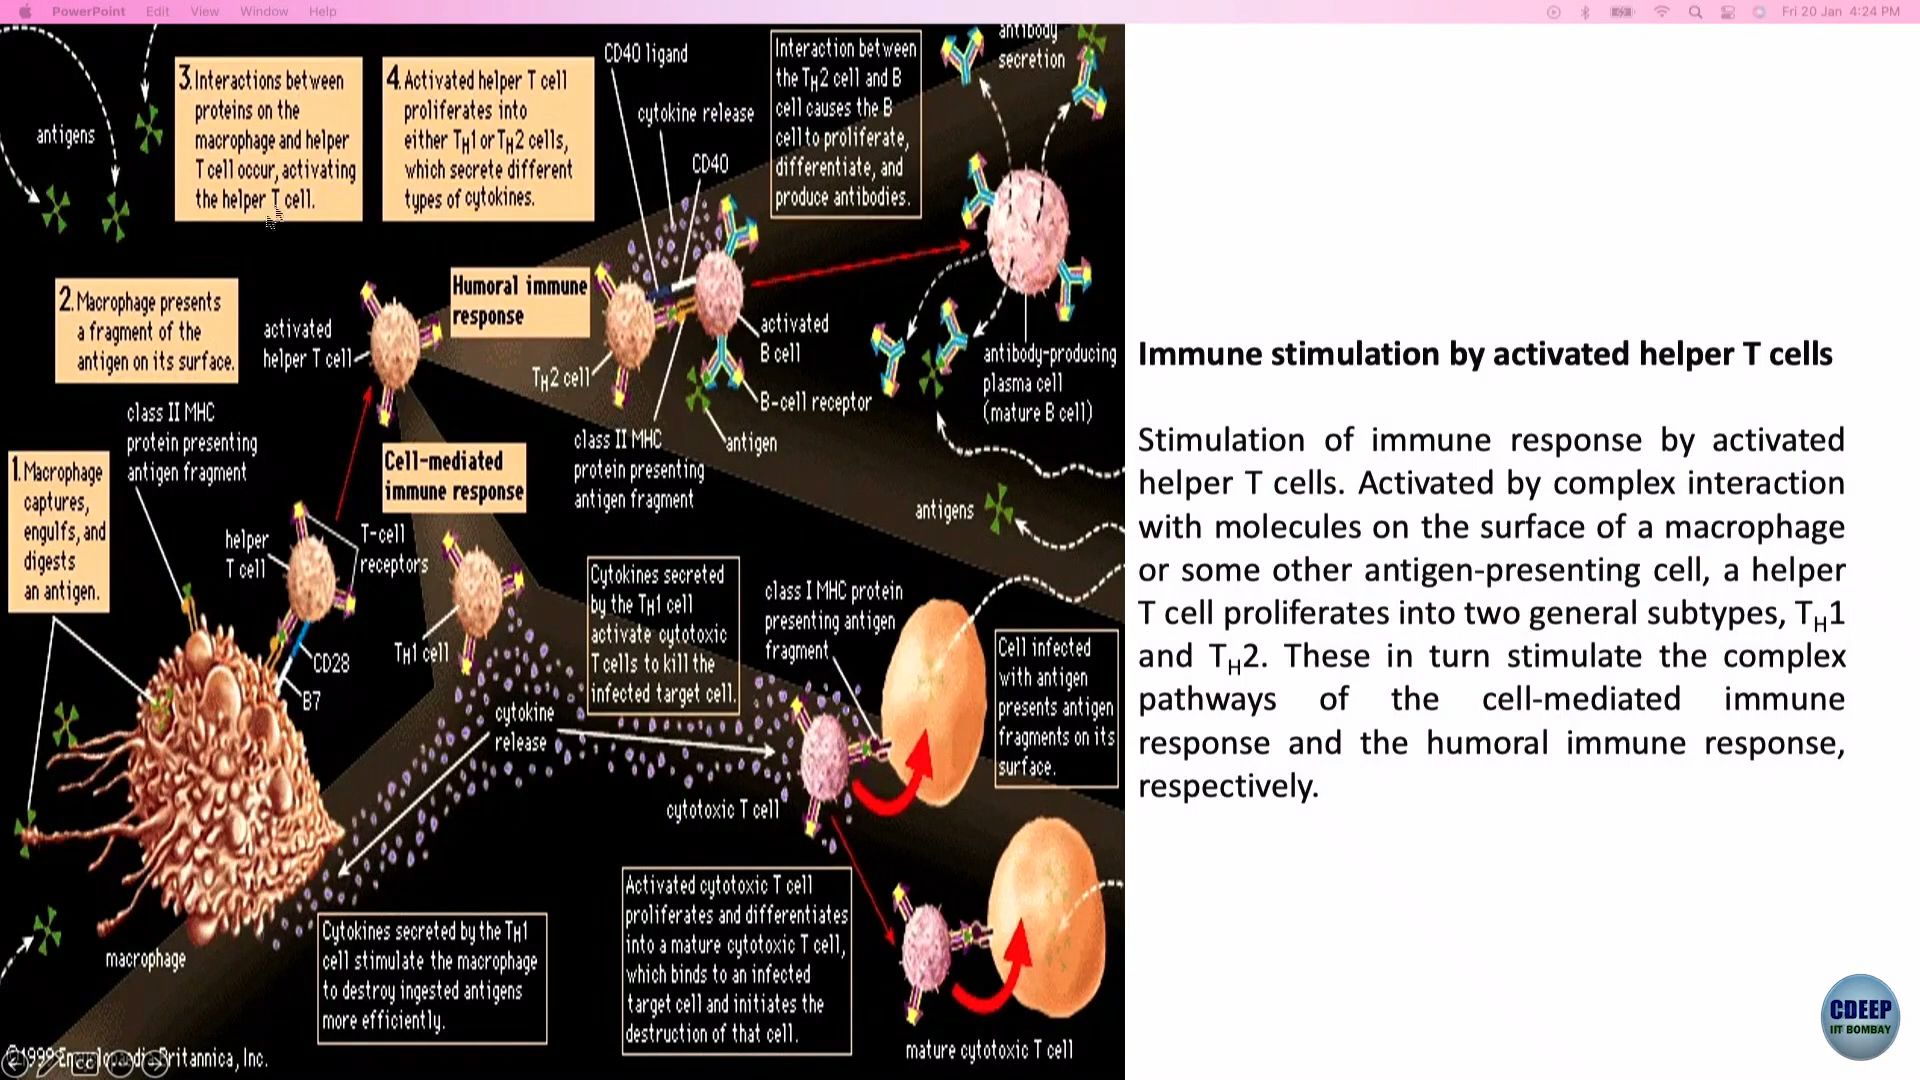 PowerPoint Edit View Window Help
Fri 20 Jan 4:24 PM
antigens
3. Interactions between
proteins on the
macrophage and helper
T cell occur, activating
the helper T cell.
4. Activated helper T cell
proliferates into
either TH1 or TH2 cells,
which secrete different
types of cytokines.
CD40 ligand
cytokine release
CD40
Interaction between
the TH2 cell and B
cell causes the B
cell to proliferate,
differentiate, and
produce antibodies.
antibody
secretion
2. Macrophage presents
a fragment of the
antigen on its surface.
activated
helper T cell
Humoral immune
response
TH2 cell
activated
B cell
B-cell receptor
antigen
class II MHC
protein presenting
antigen fragment
antibody-producing
plasma cell
(mature B cell)
class II MHC
protein presenting
antigen fragment
1. Macrophage
captures,
engulfs, and
digests
an antigen.
Cell-mediated
immune response
helper
T cell
T-cell
receptors
CD28
B7
TH1 cell
antigens
Cytokines secreted
by the TH1 cell
activate cytotoxic
T cells to kill the
infected target cell.
class I MHC protein
presenting antigen
fragment
Cell infected
with antigen
presents antigen
fragments on its
surface.
cytokine
release
cytotoxic T cell
macrophage
Cytokines secreted by the TH1
cell stimulate the macrophage
to destroy ingested antigens
more efficiently.
Activated cytotoxic T cell
proliferates and differentiates
into a mature cytotoxic T cell,
which binds to an infected
target cell and initiates the
destruction of that cell.
mature cytotoxic T cell
©1999 Encyclopaedia Britannica, Inc.
Immune stimulation by activated helper T cells
Stimulation of immune response by activated
helper T cells. Activated by complex interaction
with molecules on the surface of a macrophage
or some other antigen-presenting cell, a helper
T cell proliferates into two general subtypes, TH1
and TH2. These in turn stimulate the complex
pathways of the cell-mediated immune
response and the humoral immune response,
respectively.
CDEEP
IIT BOMBAY